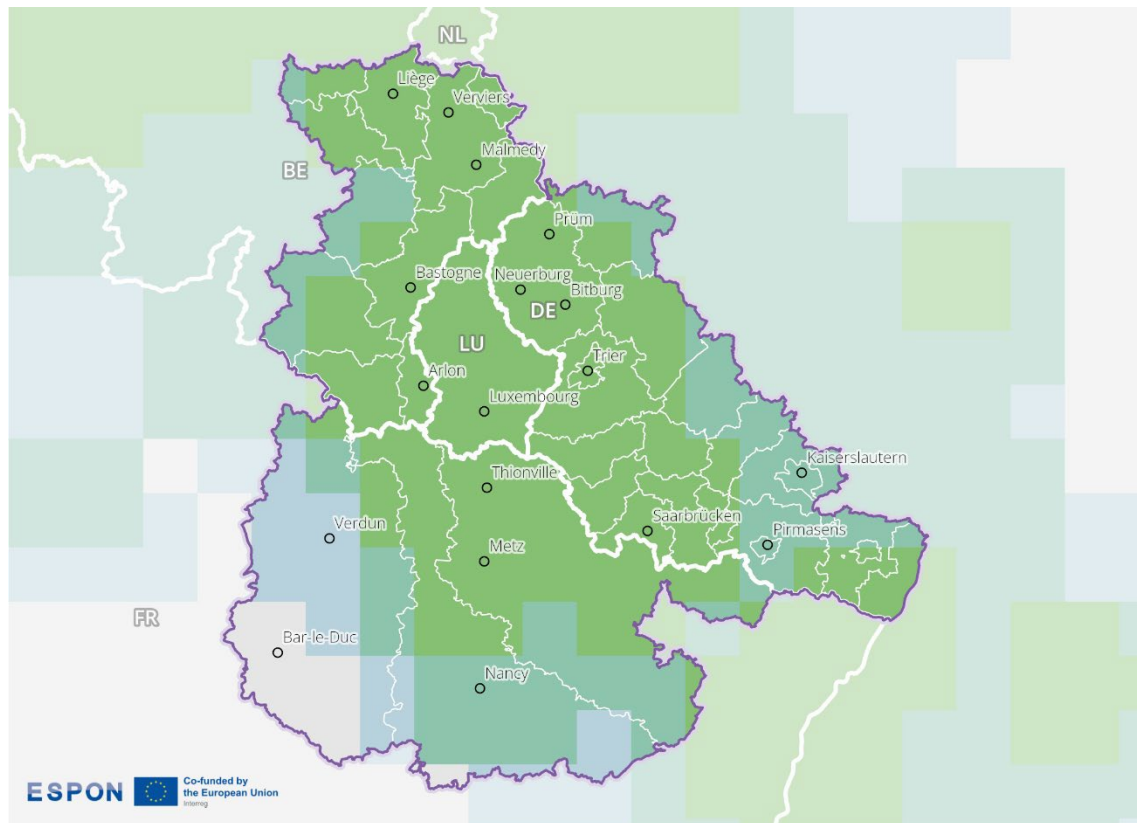 NL
Liège
Verviers
Malmedy
BE
Prüm
Bastogne
Neuerburg
Bitburg
DE
LU
Trier
Arlon
Luxembourg
Kaiserslautern
Thionville
Saarbrücken
Verdun
Pirmasens
Metz
FR
Bar-le-Duc
Nancy
ESPON
Co-funded by
the European Union
Interreg